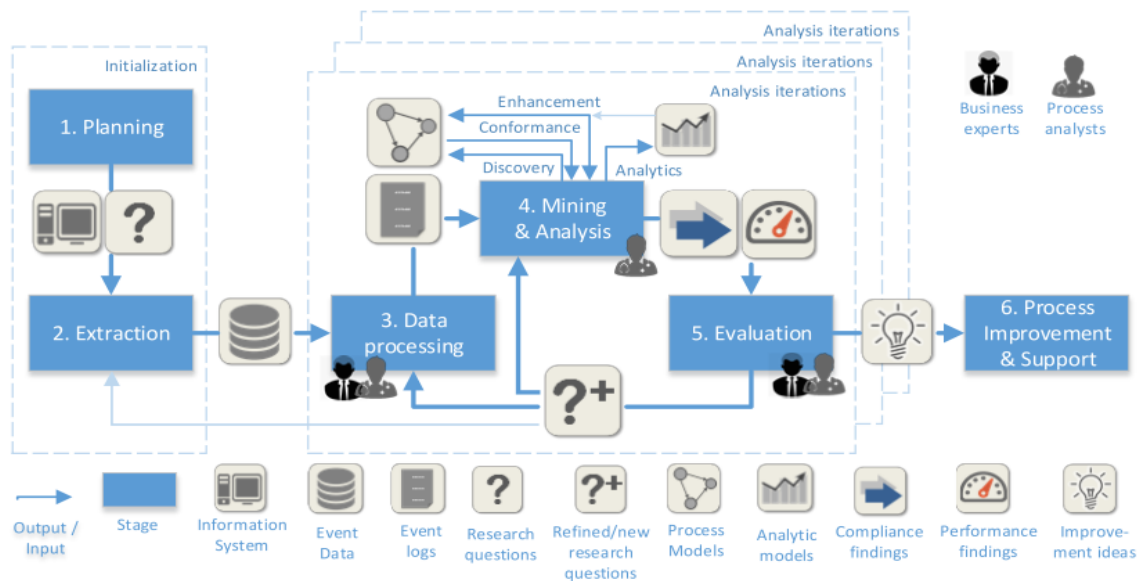 Analysis iterations
Analysis iterations
Analysis iterations
Initialization
Business
experts
Process
analysts
1. Planning
?
2. Extraction
3. Data
processing
Enhancement
Conformance
Discovery
Analytics
4. Mining
& Analysis
5. Evaluation
?+
6. Process
Improvement
& Support
Output /
Input
Stage
Information
System
Event
Data
Event
logs
?
Research
questions
?+
Refined/new
research
questions
Process
Models
Analytic
models
Compliance
findings
Performance
findings
Improve-
ment ideas